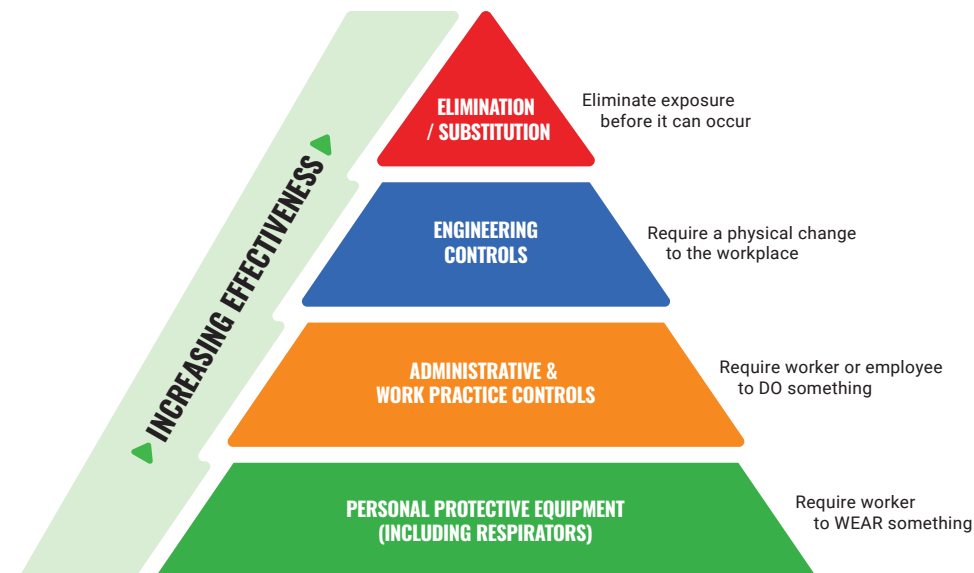 ELIMINATION
/ SUBSTITUTION
Eliminate exposure
before it can occur
INCREASING EFFECTIVENESS
ENGINEERING
CONTROLS
Require a physical change
to the workplace
ADMINISTRATIVE &
WORK PRACTICE CONTROLS
Require worker or employee
to DO something
PERSONAL PROTECTIVE EQUIPMENT
(INCLUDING RESPIRATORS)
Require worker
to WEAR something